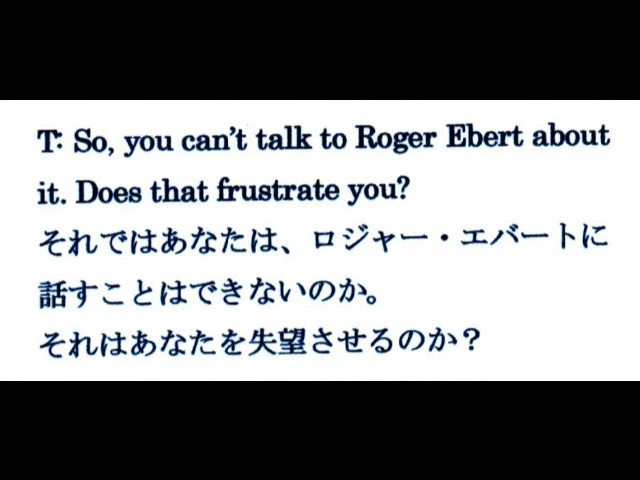 T: So, you can't talk to Roger Ebert about
it. Does that frustrate you?
それではあなたは、ロジャー・エバートに
話すことはできないのか。
それはあなたを失望させるのか？